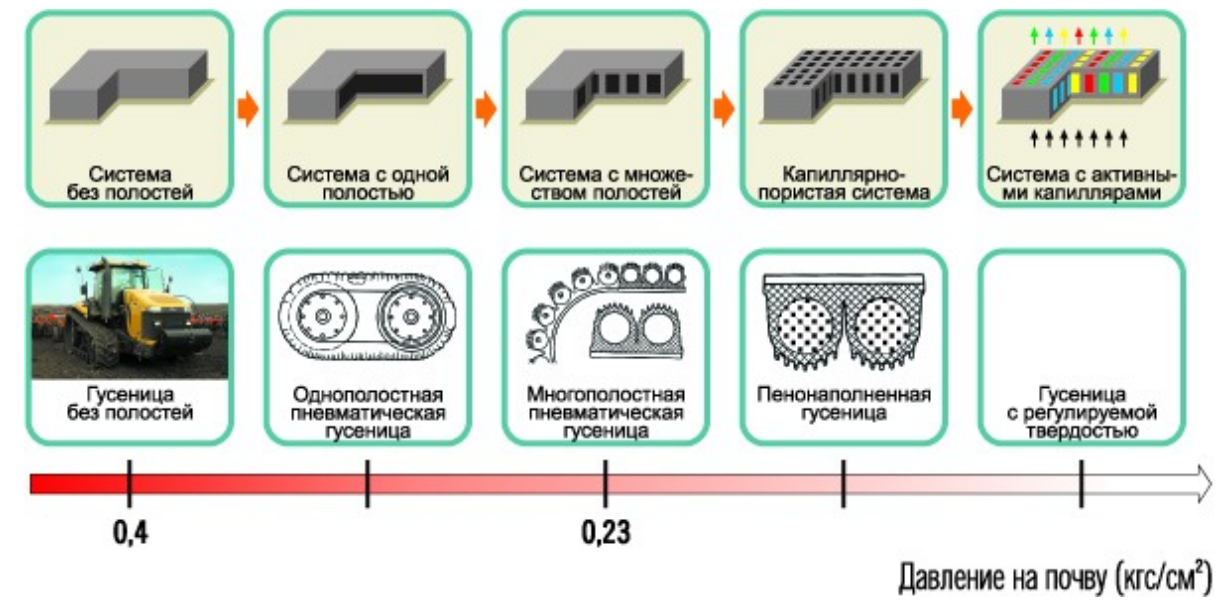 Система
без полостей
Система с одной
полостью
Система с множе-
ством полостей
Капиллярно-
пористая система
Система с активны-
ми капиллярами
Гусеница
без полостей
Однополостная
пневматическая
гусеница
Многополостная
пневматическая
гусеница
Пенонаполненная
гусеница
Гусеница
с регулируемой
твердостью
0,4
0,23
Давление на почву (кгс/см²)